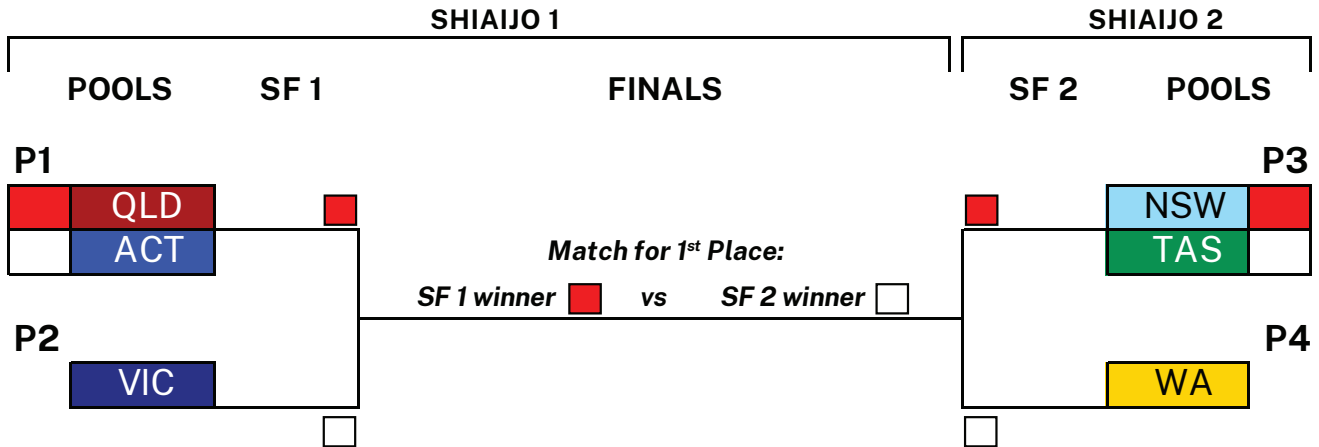 SHIAIJO 1 SHIAIJO 2
POOLS SF 1 FINALS SF 2 POOLS
P1 P3
QLD NSW
ACT TAS
Match for 1st Place:
SF 1 winner vs SF 2 winner
P2 P4
VIC WA